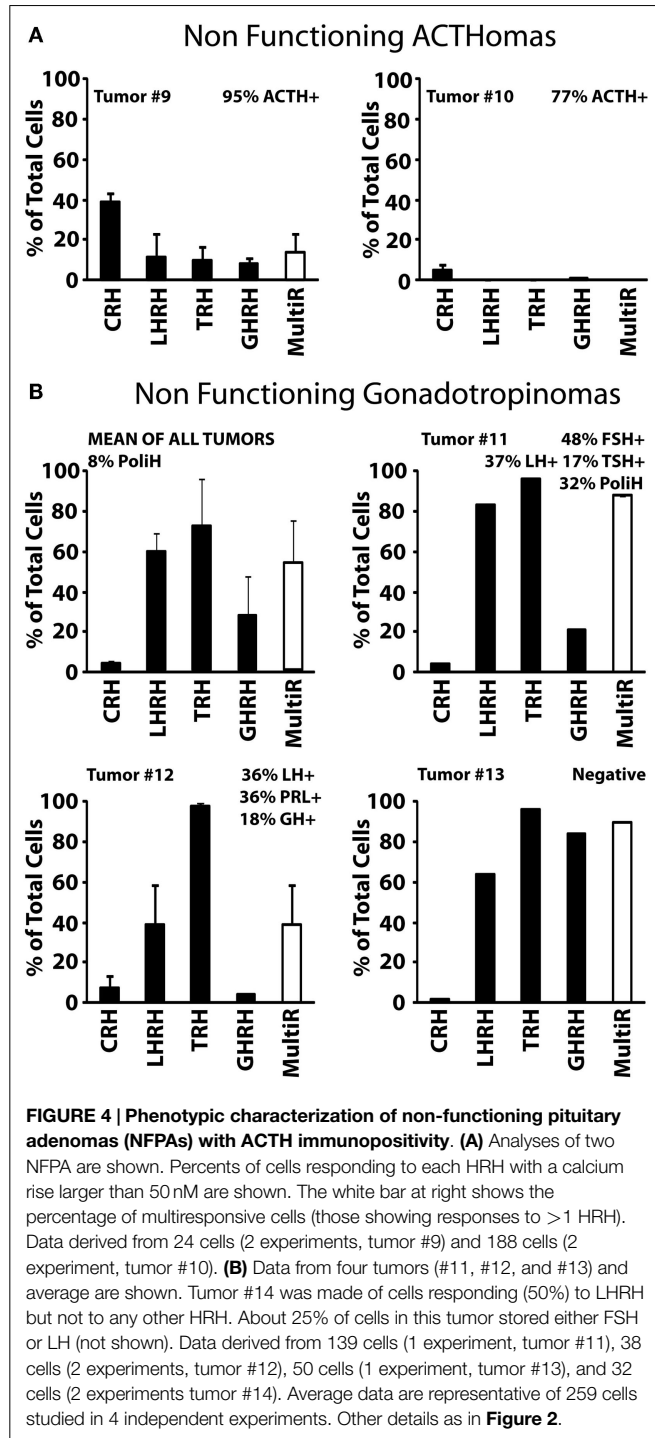 A
Non Functioning ACTHomas
Tumor #9 95% ACTH+
% of Total Cells
100
80
60
40
20
0
CRH
LHRH
TRH
GHRH
MultiR
Tumor #10 77% ACTH+
% of Total Cells
100
80
60
40
20
0
CRH
LHRH
TRH
GHRH
MultiR
B
Non Functioning Gonadotropinomas
MEAN OF ALL TUMORS
8% PoliH
% of Total Cells
100
80
60
40
20
0
CRH
LHRH
TRH
GHRH
MultiR
Tumor #11 48% FSH+
37% LH+ 17% TSH+
32% PoliH
% of Total Cells
100
80
60
40
20
0
CRH
LHRH
TRH
GHRH
MultiR
Tumor #12 36% LH+
36% PRL+
18% GH+
% of Total Cells
100
80
60
40
20
0
CRH
LHRH
TRH
GHRH
MultiR
Tumor #13 Negative
% of Total Cells
100
80
60
40
20
0
CRH
LHRH
TRH
GHRH
MultiR
FIGURE 4 | Phenotypic characterization of non-functioning pituitary
adenomas (NFPAs) with ACTH immunopositivity. (A) Analyses of two
NFPA are shown. Percents of cells responding to each HRH with a calcium
rise larger than 50 nM are shown. The white bar at right shows the
percentage of multiresponsive cells (those showing responses to >1 HRH).
Data derived from 24 cells (2 experiments, tumor #9) and 188 cells (2
experiment, tumor #10). (B) Data from four tumors (#11, #12, and #13) and
average are shown. Tumor #14 was made of cells responding (50%) to LHRH
but not to any other HRH. About 25% of cells in this tumor stored either FSH
or LH (not shown). Data derived from 139 cells (1 experiment, tumor #11), 38
cells (2 experiments, tumor #12), 50 cells (1 experiment, tumor #13), and 32
cells (2 experiments tumor #14). Average data are representative of 259 cells
studied in 4 independent experiments. Other details as in Figure 2.